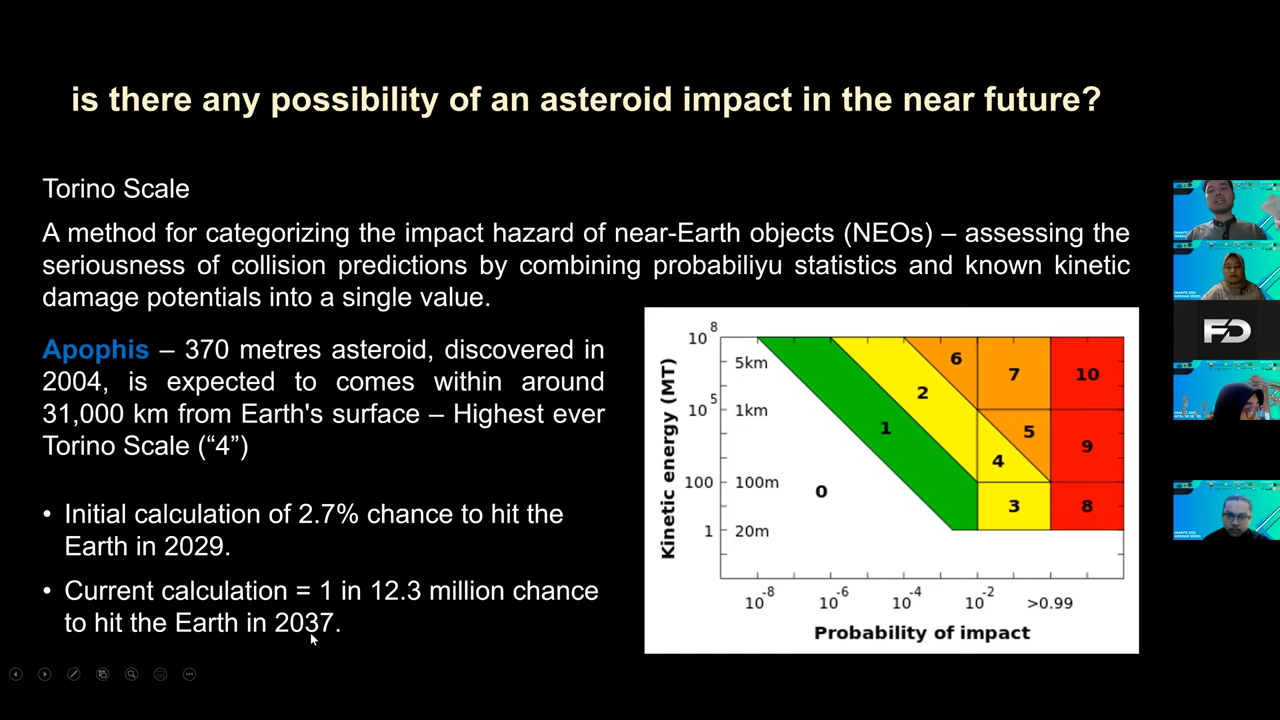 is there any possibility of an asteroid impact in the near future?
Torino Scale
A method for categorizing the impact hazard of near-Earth objects (NEOs) – assessing the
seriousness of collision predictions by combining probabiliyu statistics and known kinetic
damage potentials into a single value.
Apophis – 370 metres asteroid, discovered in
2004, is expected to comes within around
31,000 km from Earth's surface – Highest ever
Torino Scale (“4”)
• Initial calculation of 2.7% chance to hit the
Earth in 2029.
• Current calculation = 1 in 12.3 million chance
to hit the Earth in 2037.
Kinetic energy (MT)
10^8
5km
10^5
1km
100
100m
1
20m
0
1
2
6
7
10
5
4
9
3
8
10^-8
10^-6
10^-4
10^-2
>0.99
Probability of impact
FD